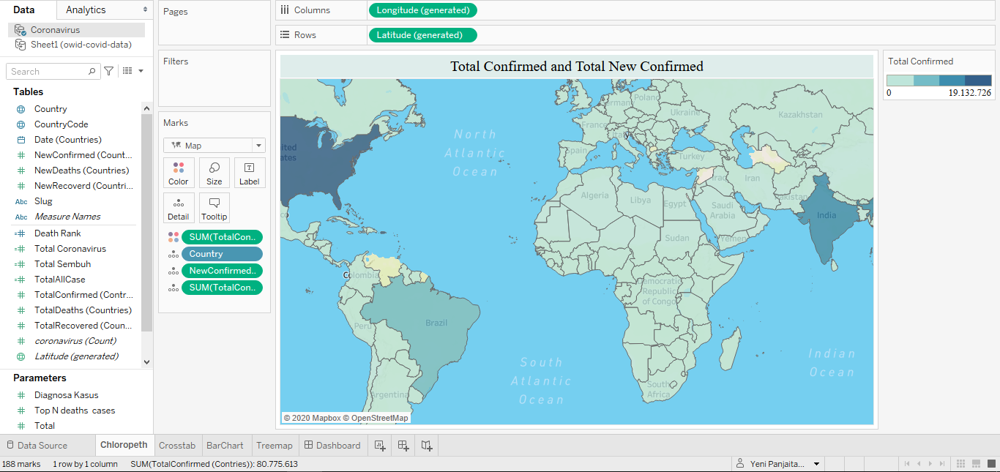 Data
Analytics
Coronavirus
Sheet1 (owid-covid-data)
Search
Tables
Country
CountryCode
Date (Countries)
NewConfirmed (Count...
NewDeaths (Countries)
NewRecoverd (Countri...
Abc Slug
Abc Measure Names
Death Rank
Total Coronavirus
Total Sembuh
TotalAllCase
TotalConfirmed (Contr...
TotalDeaths (Countries)
TotalRecovered (Coun...
coronavirus (Count)
Latitude (generated)
Parameters
Diagnosa Kasus
Top N deaths cases
Total
Pages
Filters
Marks
Map
Color
Size
Label
Detail
Tooltip
SUM(TotalCon..
Country
NewConfirmed..
SUM(TotalCon..
Columns
Longitude (generated)
Rows
Latitude (generated)
Total Confirmed and Total New Confirmed
North
Atlantic
Ocean
Poland
Ukraine
Kazakhstan
France
Spain
Turkey
Iraq
Iran
Pakistan
Algeria
Libya
Egypt
Saudi
Arabia
India
Sudan
Yemen
Colombia
Democratic
Republic
of Congo
Brazil
Peru
South
Atlantic
Ocean
Indian
Ocean
South
Africa
Argentina
© 2020 Mapbox © OpenStreetMap
Total Confirmed
0
19.132.726
Data Source
Chloropeth
Crosstab
BarChart
Treemap
Dashboard
188 marks
1 row by 1 column
SUM(TotalConfirmed (Contries)): 80.775.613
Yeni Panjaita...